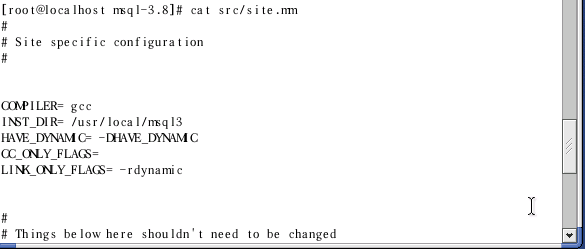 [root@localhost msql-3.8]# cat src/site.mm
#
# Site specific configuration
#
COMPILER= gcc
INST_DIR= /usr/local/msql3
HAVE_DYNAMIC= -DHAVE_DYNAMIC
CC_ONLY_FLAGS=
LINK_ONLY_FLAGS= -rdynamic
#
# Things below here shouldn't need to be changed